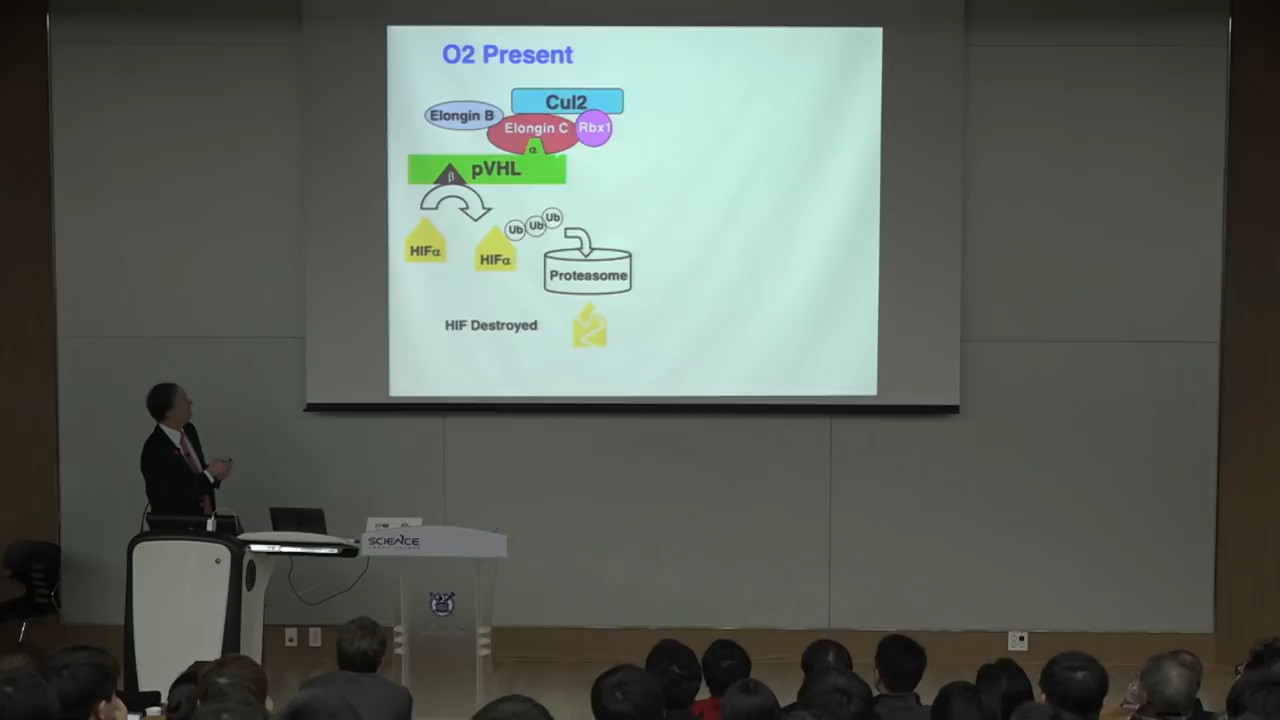 O2 Present
Cul2
Elongin B
Elongin C
Rbx1
α
pVHL
β
Ub
Ub
Ub
HIFα
HIFα
Proteasome
HIF Destroyed
SCIENCE